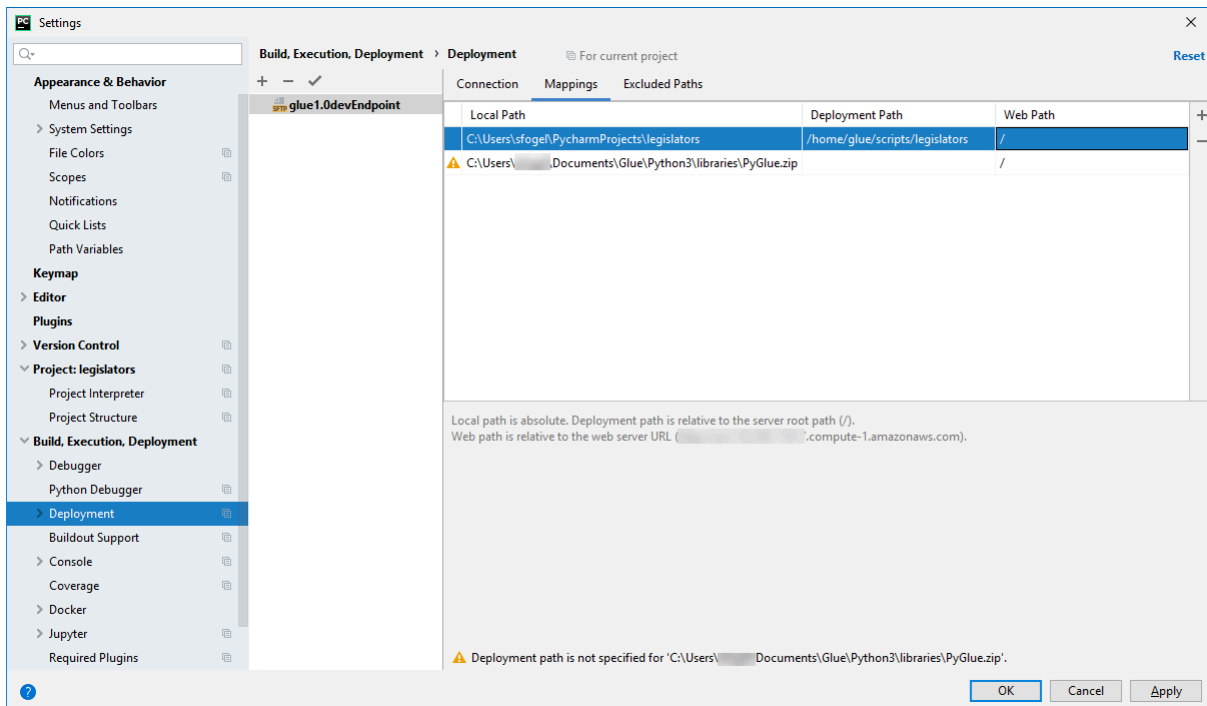 PC Settings
Build, Execution, Deployment › Deployment For current project Reset
Appearance & Behavior
Menus and Toolbars
System Settings
File Colors
Scopes
Notifications
Quick Lists
Path Variables
Keymap
Editor
Plugins
Version Control
Project: legislators
Project Interpreter
Project Structure
Build, Execution, Deployment
Debugger
Python Debugger
Deployment
Buildout Support
Console
Coverage
Docker
Jupyter
Required Plugins
SFTP glue1.0devEndpoint
Connection Mappings Excluded Paths
Local Path Deployment Path Web Path
C:\Users\sfogel\PycharmProjects\legislators /home/glue/scripts/legislators /
C:\Users\ Documents\Glue\Python3\libraries\PyGlue.zip /
Local path is absolute. Deployment path is relative to the server root path (/).
Web path is relative to the web server URL ( .compute-1.amazonaws.com).
Deployment path is not specified for 'C:\Users\ Documents\Glue\Python3\libraries\PyGlue.zip'.
? OK Cancel Apply